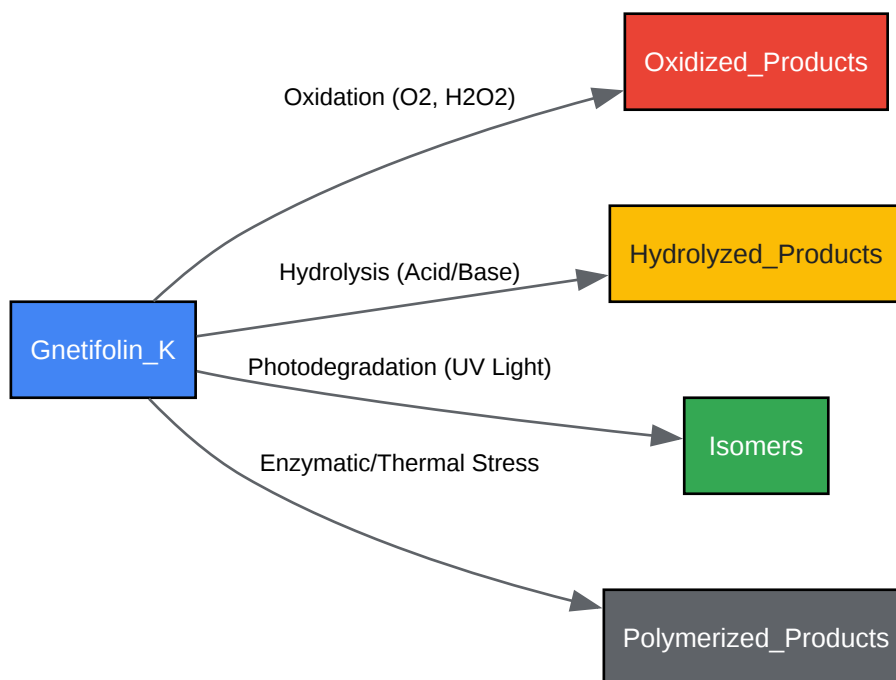 Oxidized_Products
Oxidation (O2, H2O2)
Hydrolyzed_Products
Hydrolysis (Acid/Base)
Gnetifolin_K
Photodegradation (UV Light)
Isomers
Enzymatic/Thermal Stress
Polymerized_Products